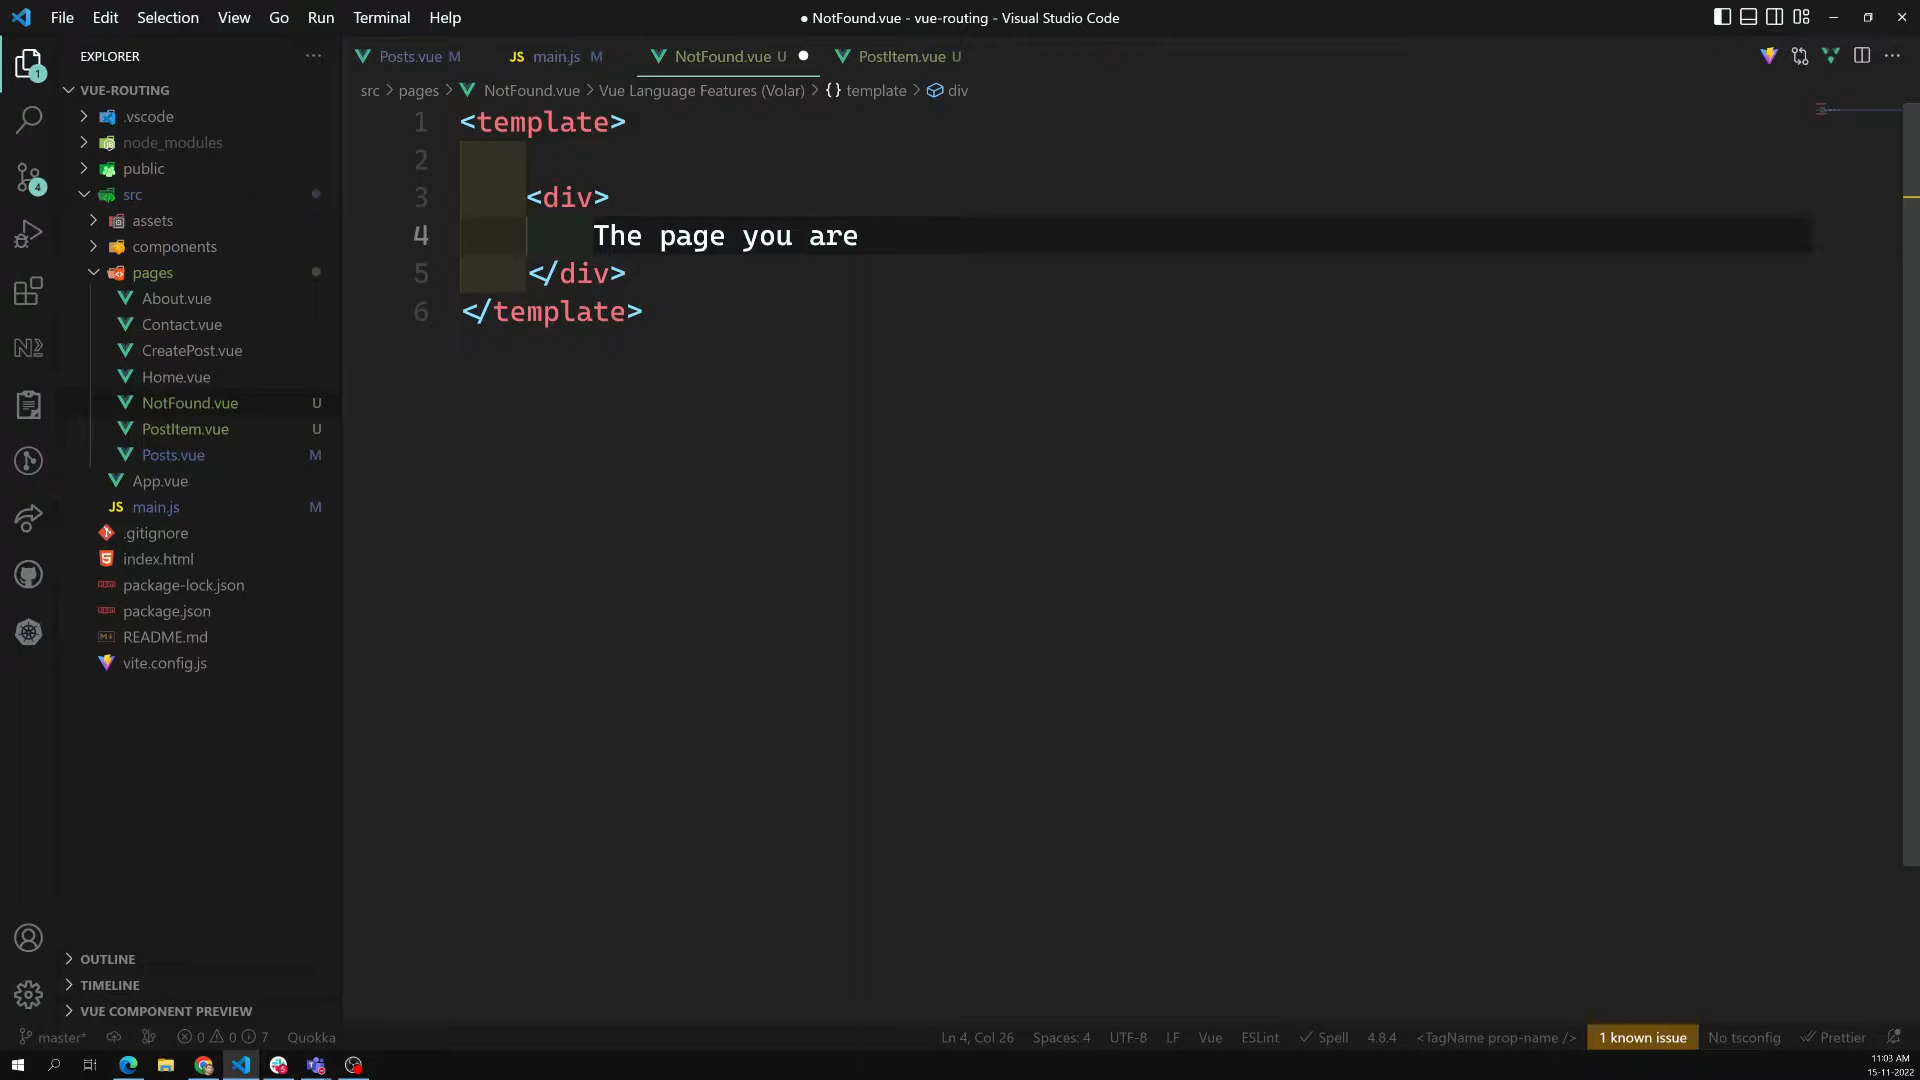 File Edit Selection View Go Run Terminal Help
● NotFound.vue - vue-routing - Visual Studio Code
EXPLORER
VUE-ROUTING
.vscode
node_modules
public
src
assets
components
pages
About.vue
Contact.vue
CreatePost.vue
Home.vue
NotFound.vue U
PostItem.vue U
Posts.vue M
App.vue
JS main.js M
.gitignore
index.html
package-lock.json
package.json
README.md
vite.config.js
OUTLINE
TIMELINE
VUE COMPONENT PREVIEW
1
4
Posts.vue M JS main.js M NotFound.vue U PostItem.vue U
src > pages > NotFound.vue > Vue Language Features (Volar) > {} template > div
1 <template>
2
3 <div>
4 The page you are
5 </div>
6 </template>
master* 0 0 7 Quokka
Ln 4, Col 26 Spaces: 4 UTF-8 LF Vue ESLint Spell 4.8.4 <TagName prop-name /> 1 known issue No tsconfig Prettier
11:03 AM
15-11-2022